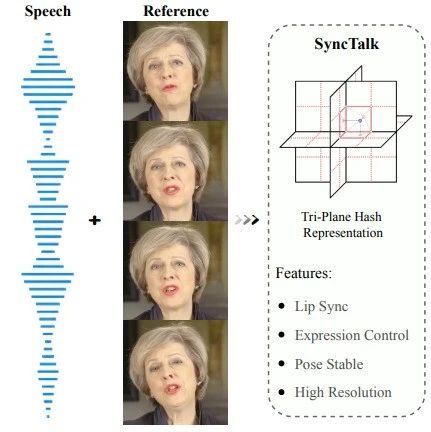 Speech
Reference
SyncTalk
Tri-Plane Hash
Representation
Features:
Lip Sync
Expression Control
Pose Stable
High Resolution